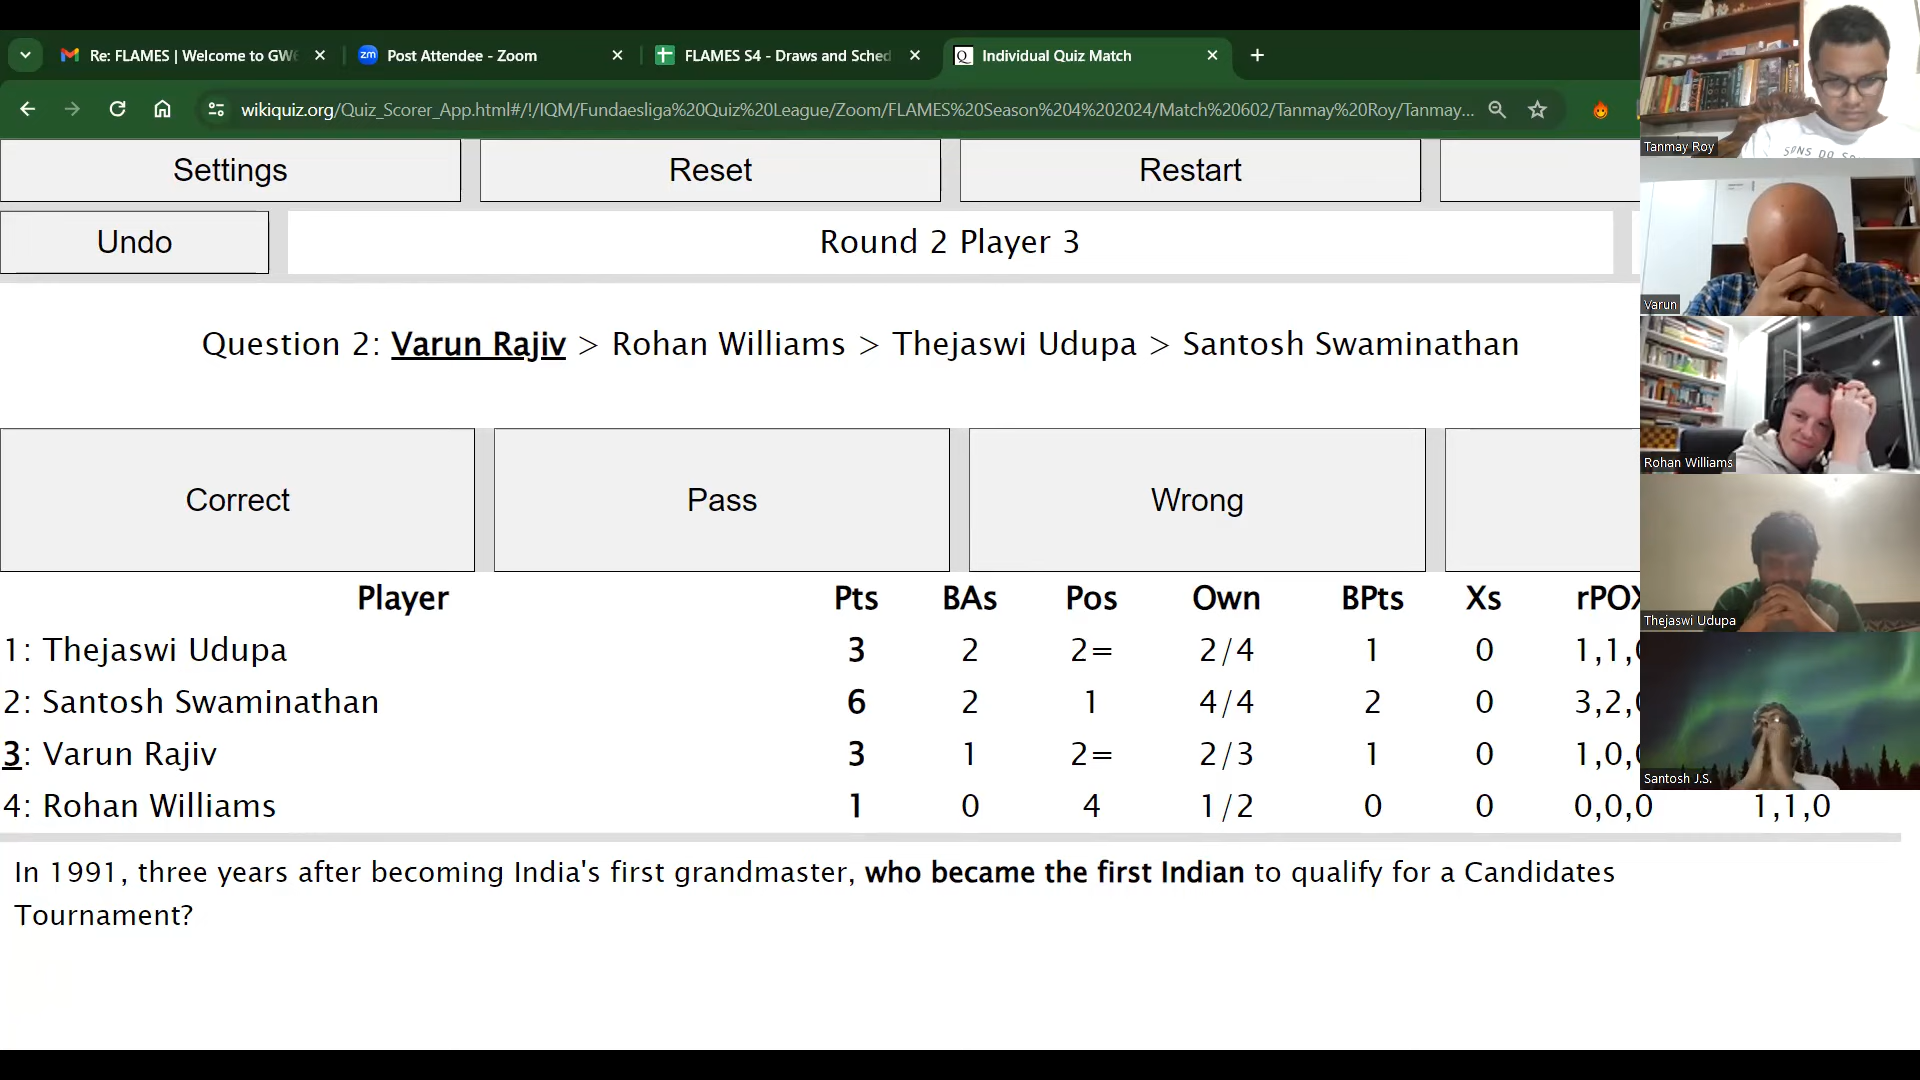 Re: FLAMES | Welcome to GW
Post Attendee - Zoom
FLAMES S4 - Draws and Sched
Individual Quiz Match
wikiquiz.org/Quiz_Scorer_App.html#/!/IQM/Fundaesliga%20Quiz%20League/Zoom/FLAMES%20Season%204%202024/Match%20602/Tanmay%20Roy/Tanmay...
Settings
Reset
Restart
Undo
Round 2 Player 3
Question 2: Varun Rajiv > Rohan Williams > Thejaswi Udupa > Santosh Swaminathan
Correct
Pass
Wrong
Player Pts BAs Pos Own BPts Xs rPOX
1: Thejaswi Udupa 3 2 2= 2/4 1 0 1,1,0
2: Santosh Swaminathan 6 2 1 4/4 2 0 3,2,0
3: Varun Rajiv 3 1 2= 2/3 1 0 1,0,0
4: Rohan Williams 1 0 4 1/2 0 0 0,0,0 1,1,0
In 1991, three years after becoming India's first grandmaster, who became the first Indian to qualify for a Candidates
Tournament?
Tanmay Roy
Varun
Rohan Williams
Thejaswi Udupa
Santosh J.S.